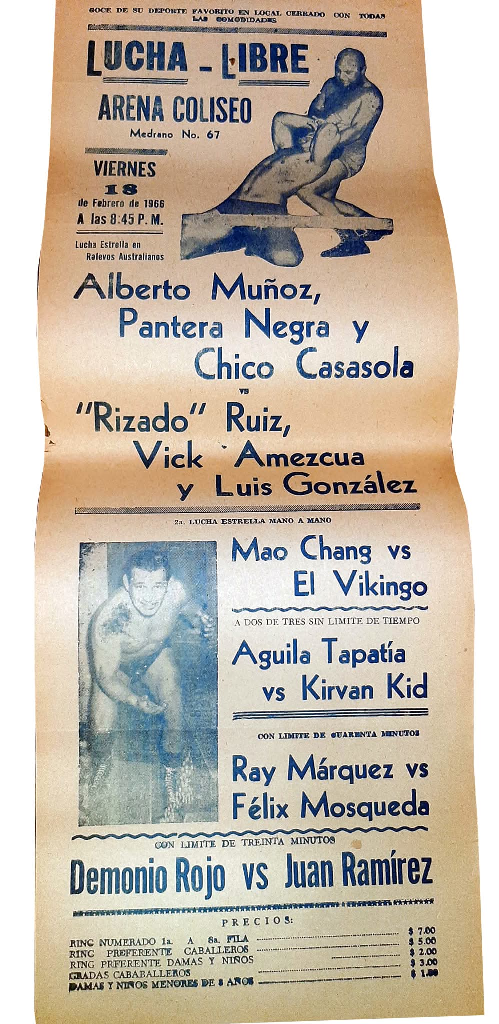 GOCE DE SU DEPORTE FAVORITO EN LOCAL CERRADO CON TODAS
LAS COMODIDADES
LUCHA - LIBRE
ARENA COLISEO
Medrano No. 67
VIERNES
18
de Febrero de 1966
A las 8:45 P. M.
Lucha Estrella en
Relevos Australianos
Alberto Muñoz,
Pantera Negra y
Chico Casasola
vs
"Rizado" Ruiz,
Vick Amezcua
y Luis González
2a. LUCHA ESTRELLA MANO A MANO
Mao Chang vs
El Vikingo
A DOS DE TRES SIN LIMITE DE TIEMPO
Aguila Tapatía
vs Kirvan Kid
CON LIMITE DE CUARENTA MINUTOS
Ray Márquez vs
Félix Mosqueda
CON LIMITE DE TREINTA MINUTOS
Demonio Rojo vs Juan Ramírez
PRECIOS:
RING NUMERADO 1a. A 8a. FILA $ 7.00
RING PREFERENTE CABALLEROS $ 5.00
RING PRFERENTE DAMAS Y NIÑOS $ 2.00
GRADAS CABABALLEROS $ 3.00
DAMAS Y NIÑOS MENORES DE 8 AÑOS $ 1.50